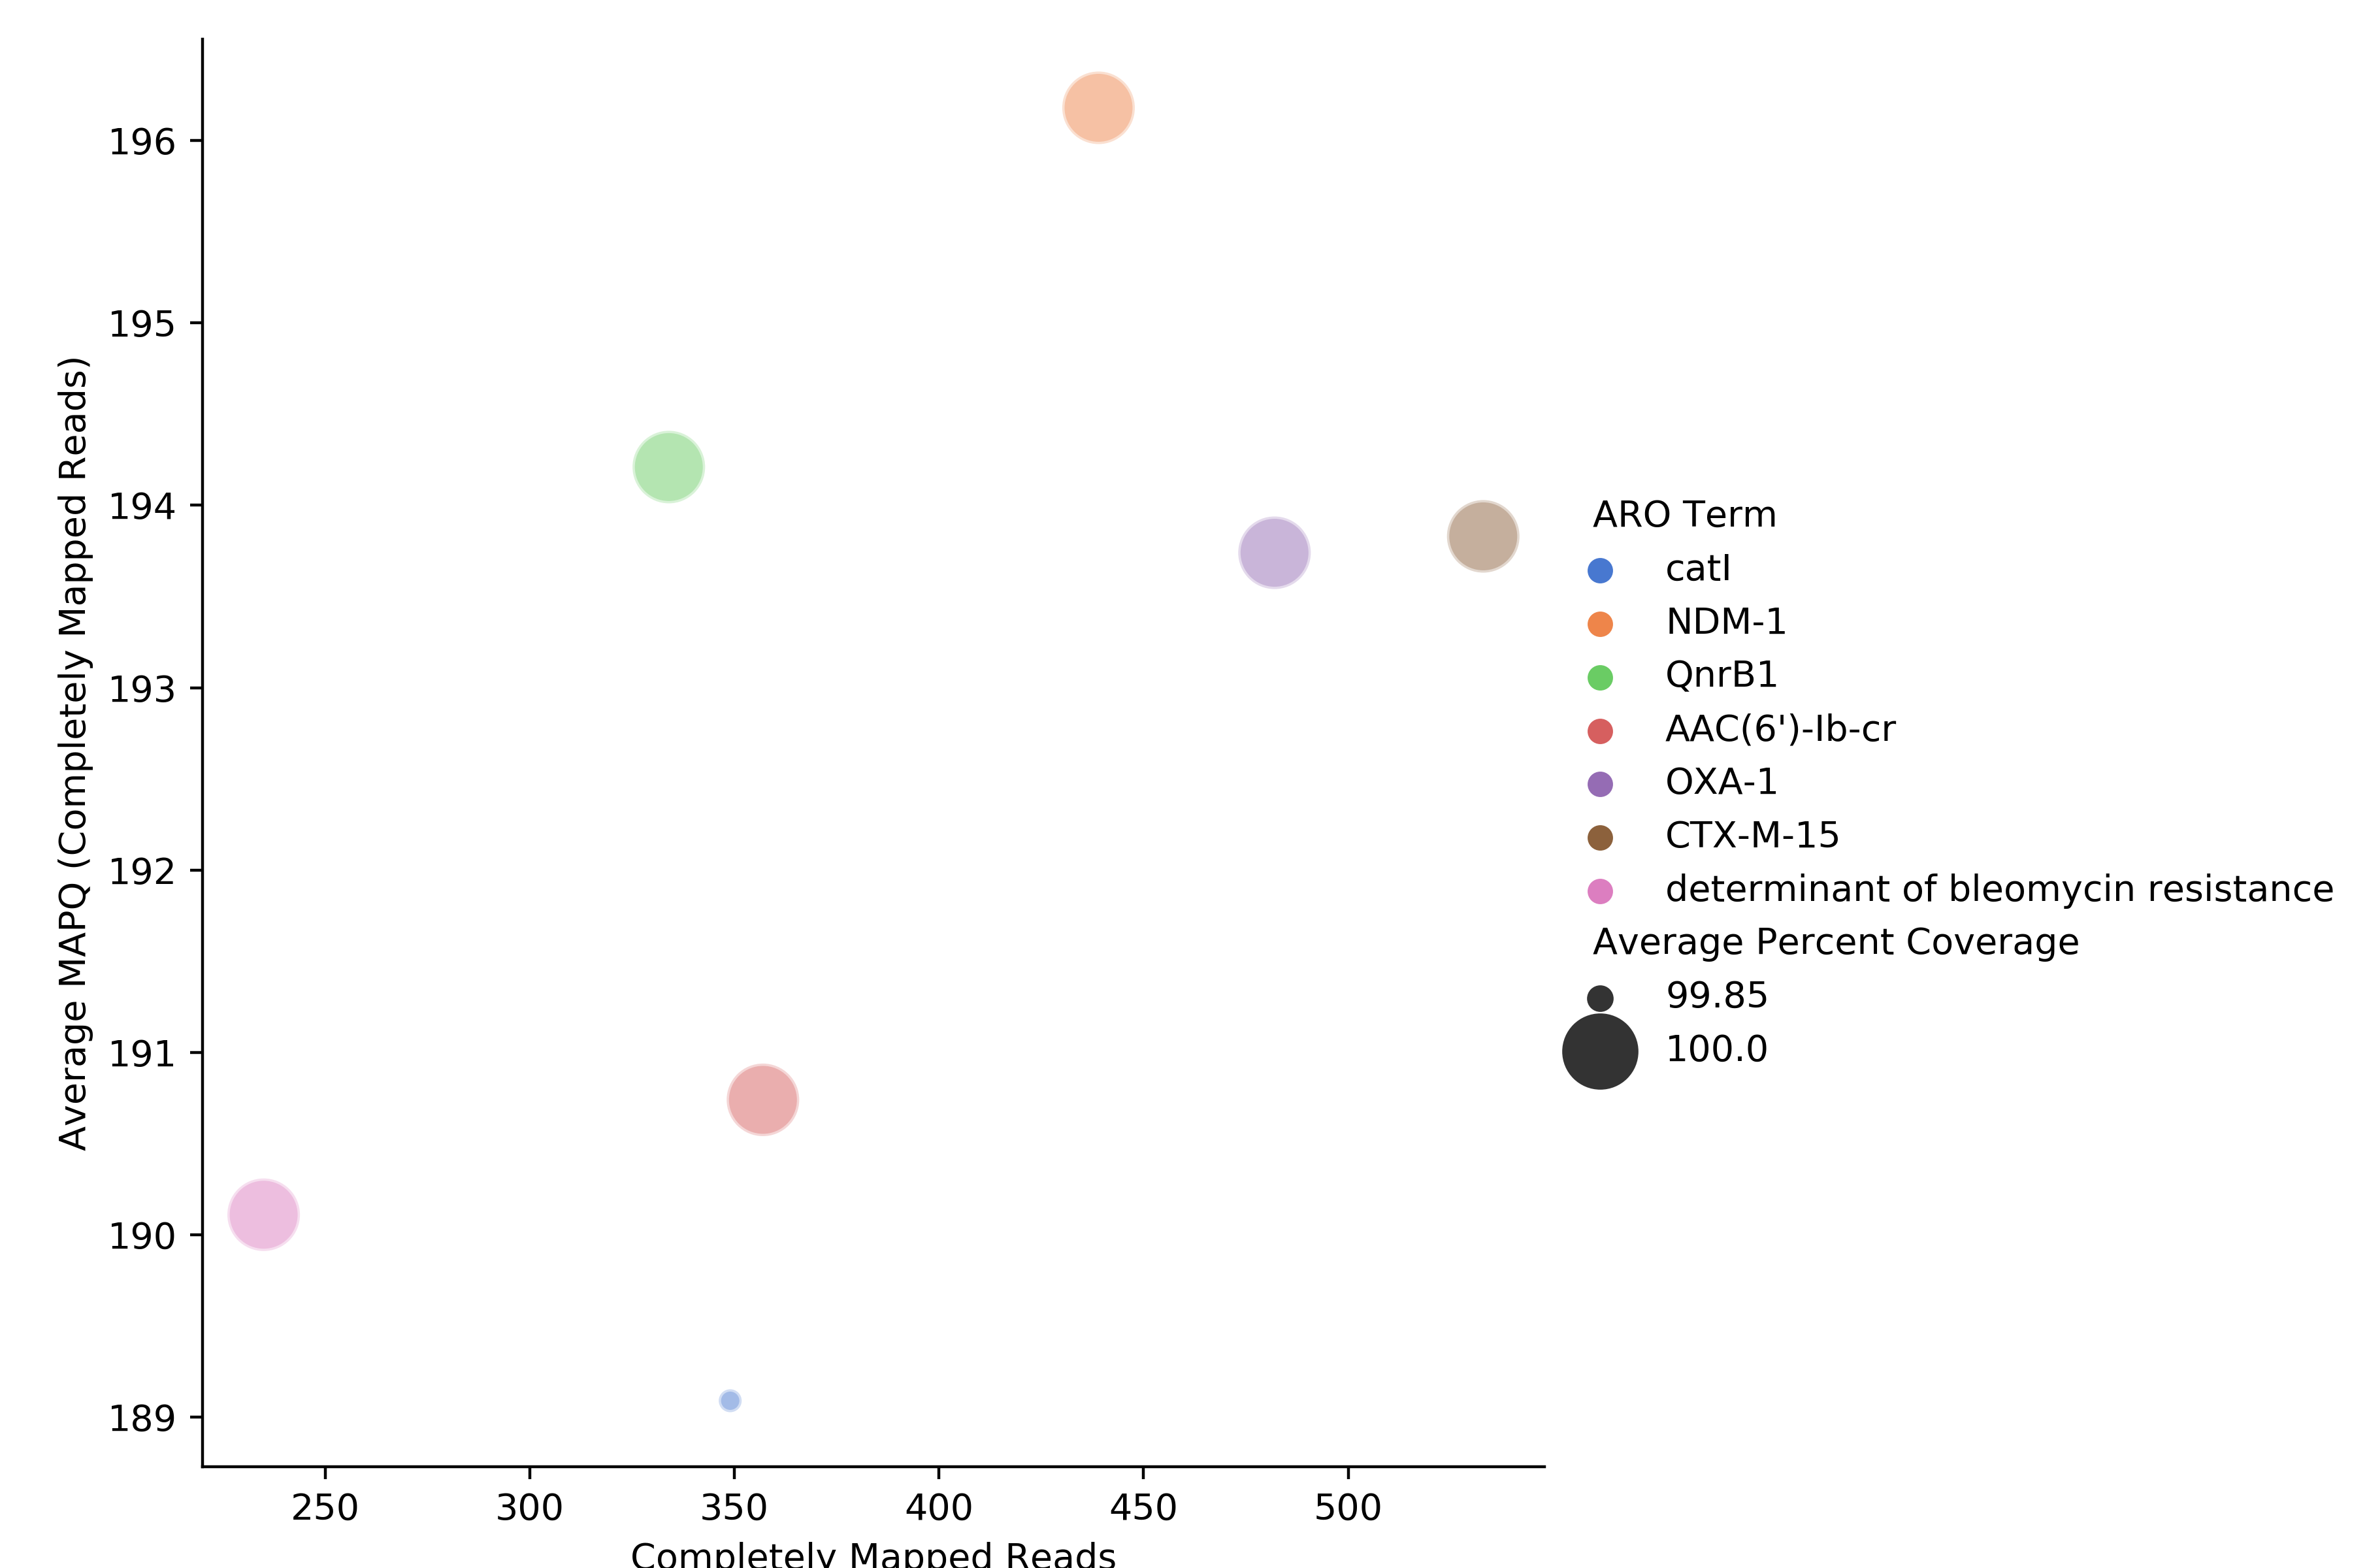 196
195
194
193
192
191
190
189
Average MAPQ (Completely Mapped Reads)
250 300 350 400 450 500
Completely Mapped Reads
ARO Term
catI
NDM-1
QnrB1
AAC(6')-Ib-cr
OXA-1
CTX-M-15
determinant of bleomycin resistance
Average Percent Coverage
99.85
100.0